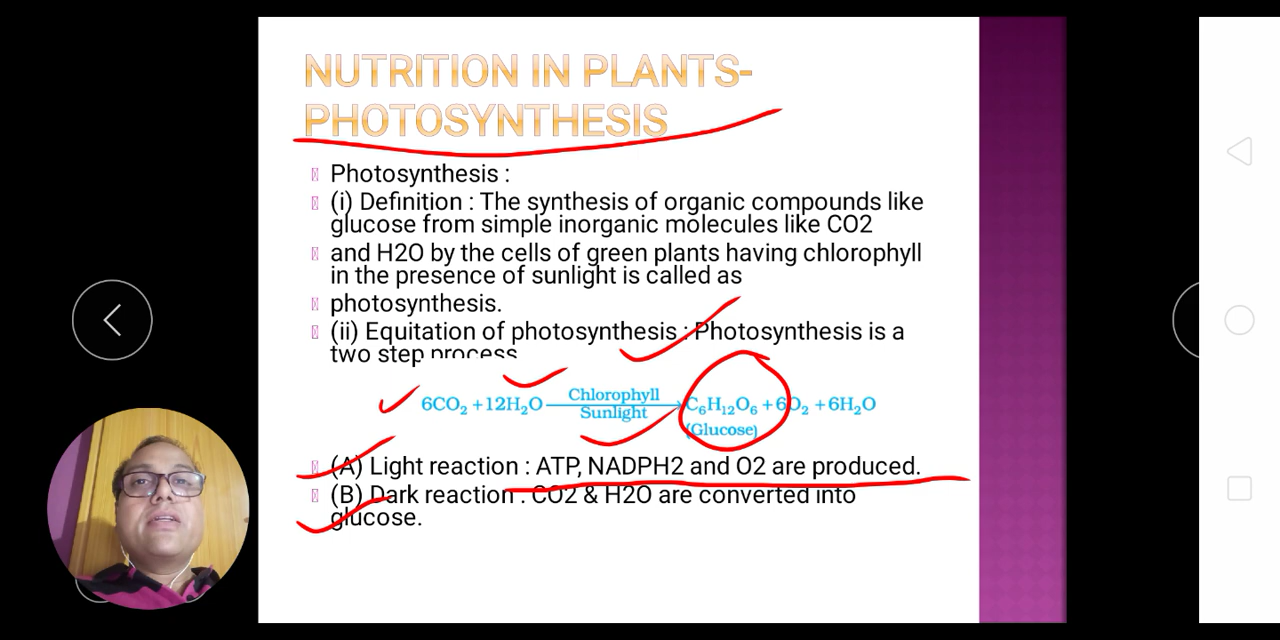 NUTRITION IN PLANTS-
PHOTOSYNTHESIS
Photosynthesis :
(i) Definition : The synthesis of organic compounds like
glucose from simple inorganic molecules like CO2
and H2O by the cells of green plants having chlorophyll
in the presence of sunlight is called as
photosynthesis.
(ii) Equitation of photosynthesis : Photosynthesis is a
two step process
6CO₂ +12H₂O Chlorophyll Sunlight C₆H₁₂O₆ +6O₂ +6H₂O
(Glucose)
(A) Light reaction : ATP, NADPH2 and O2 are produced.
(B) Dark reaction : CO2 & H2O are converted into
glucose.